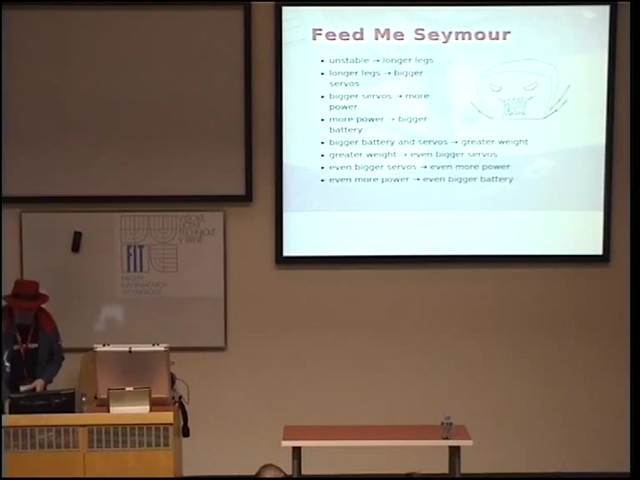 Feed Me Seymour
• unstable → longer legs
• longer legs → bigger
servos
• bigger servos → more
power
• more power → bigger
battery
• bigger battery and servos → greater weight
• greater weight → even bigger servos
• even bigger servos → even more power
• even more power → even bigger battery
FIT